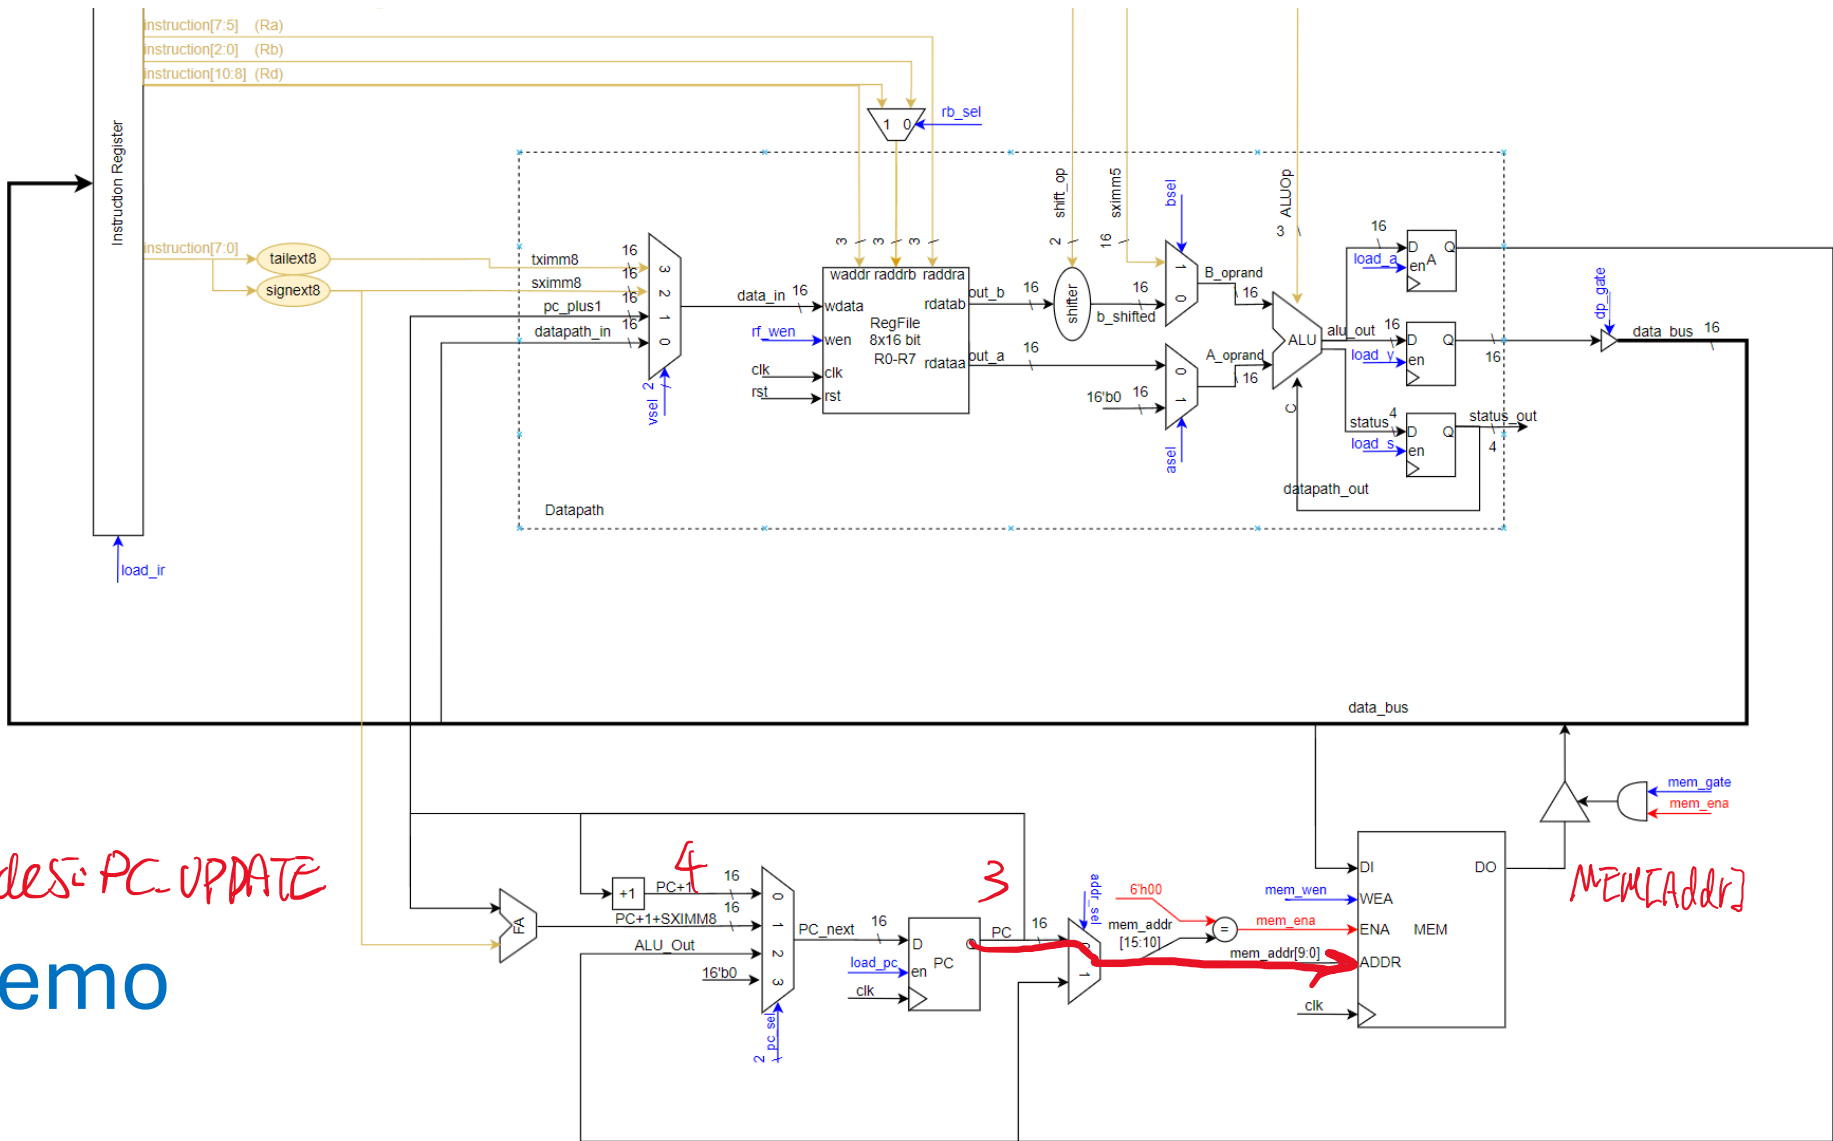 instruction[7:5] (Ra)
instruction[2:0] (Rb)
instruction[10:8] (Rd)
rb_sel
1 0
Instruction Register
instruction[7:0]
tailext8
signext8
load_ir
tximm8
16
sximm8
16
pc_plus1
16
datapath_in
16
3
2
1
0
vsel
2
data_in 16
rf_wen
clk
rst
3
3
3
waddr raddrb raddra
wdata
wen
clk
rst
RegFile
8x16 bit
R0-R7
rdatab
rdataa
out_b
16
out_a
16
shift_op
2
shifter
sximm5
16
16
b_shifted
bsel
1
0
B_oprand
16
A_oprand
16
0
1
16'b0
16
asel
ALUOp
3
ALU
C
alu_out
16
load_a
D
Q
en
A
16
load_y
D
Q
en
16
status
4
load_s
D
Q
en
status_out
4
datapath_out
Datapath
dp_gate
data_bus 16
data_bus
des: PC-UPDATE
emo
FA
+1
PC+1
4
16
PC+1+SXIMM8
16
ALU_Out
16'b0
0
1
2
3
2 pc_sel
PC_next
16
load_pc
clk
D
Q
en
PC
3
PC
16
addr_sel
0
1
6'h00
mem_addr
[15:10]
=
mem_ena
mem_wen
mem_addr[9:0]
clk
DI
DO
WEA
ENA
MEM
ADDR
mem_gate
mem_ena
MEM[Addr]